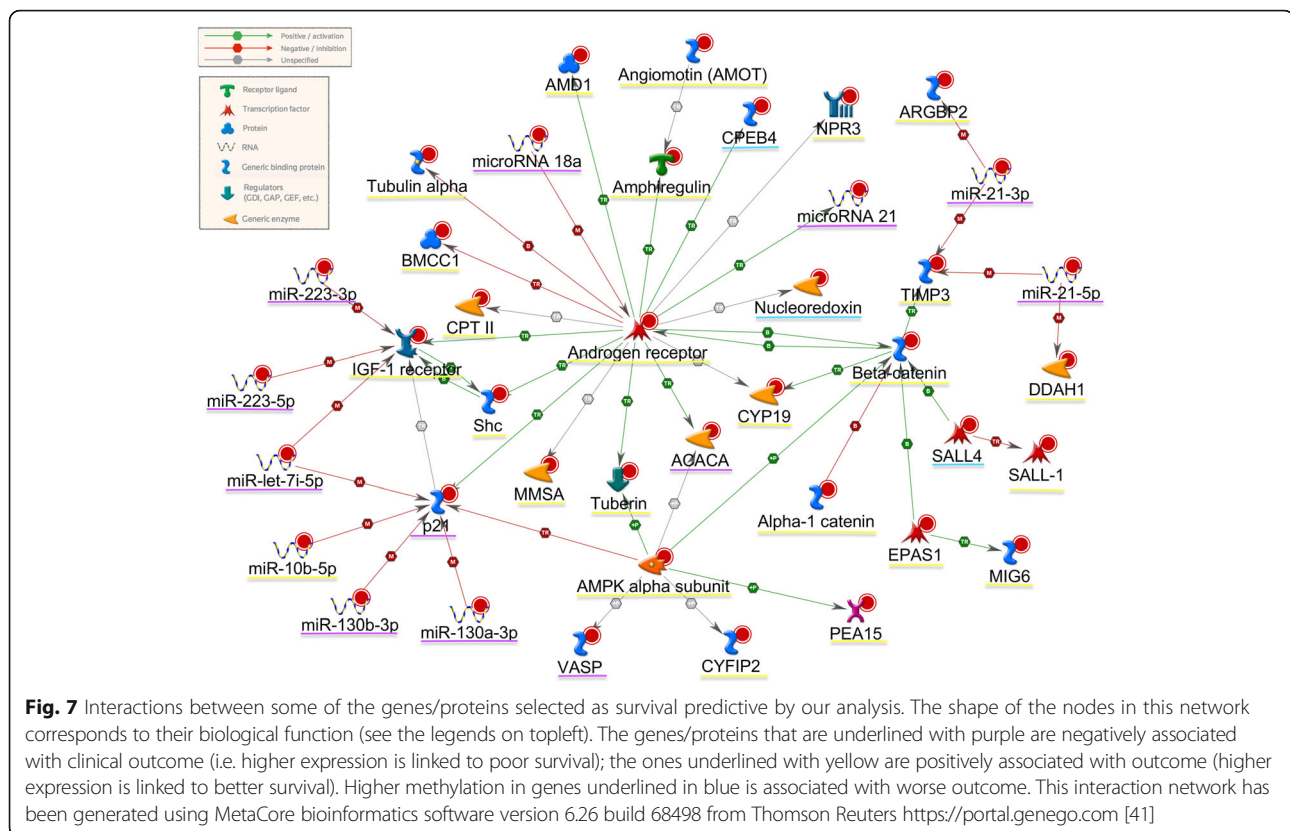 Positive / activation
Negative / inhibition
Unspecified
Receptor ligand
Transcription factor
Protein
RNA
Generic binding protein
Regulators
(GDI, GAP, GEF, etc.)
Generic enzyme
AMD1
Angiomotin (AMOT)
CPEB4
NPR3
ARGBP2
microRNA 18a
Tubulin alpha
Amphiregulin
microRNA 21
miR-21-3p
BMCC1
miR-223-3p
CPT II
Nucleoredoxin
TIMP3
miR-21-5p
Androgen receptor
IGF-1 receptor
Beta-catenin
DDAH1
miR-223-5p
Shc
CYP19
ACACA
SALL4
SALL-1
miR-let-7i-5p
MMSA
Tuberin
p21
Alpha-1 catenin
EPAS1
miR-10b-5p
AMPK alpha subunit
MIG6
miR-130b-3p
miR-130a-3p
PEA15
VASP
CYFIP2
Fig. 7 Interactions between some of the genes/proteins selected as survival predictive by our analysis. The shape of the nodes in this network
corresponds to their biological function (see the legends on topleft). The genes/proteins that are underlined with purple are negatively associated
with clinical outcome (i.e. higher expression is linked to poor survival); the ones underlined with yellow are positively associated with outcome (higher
expression is linked to better survival). Higher methylation in genes underlined in blue is associated with worse outcome. This interaction network has
been generated using MetaCore bioinformatics software version 6.26 build 68498 from Thomson Reuters https://portal.genego.com [41]